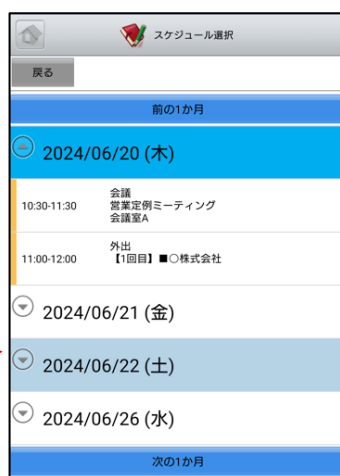 スケジュール選択
戻る
前の1か月
2024/06/20 (木)
10:30-11:30
会議
営業定例ミーティング
会議室A
11:00-12:00
外出
【1回目】■○株式会社
2024/06/21 (金)
2024/06/22 (土)
2024/06/26 (水)
次の1か月